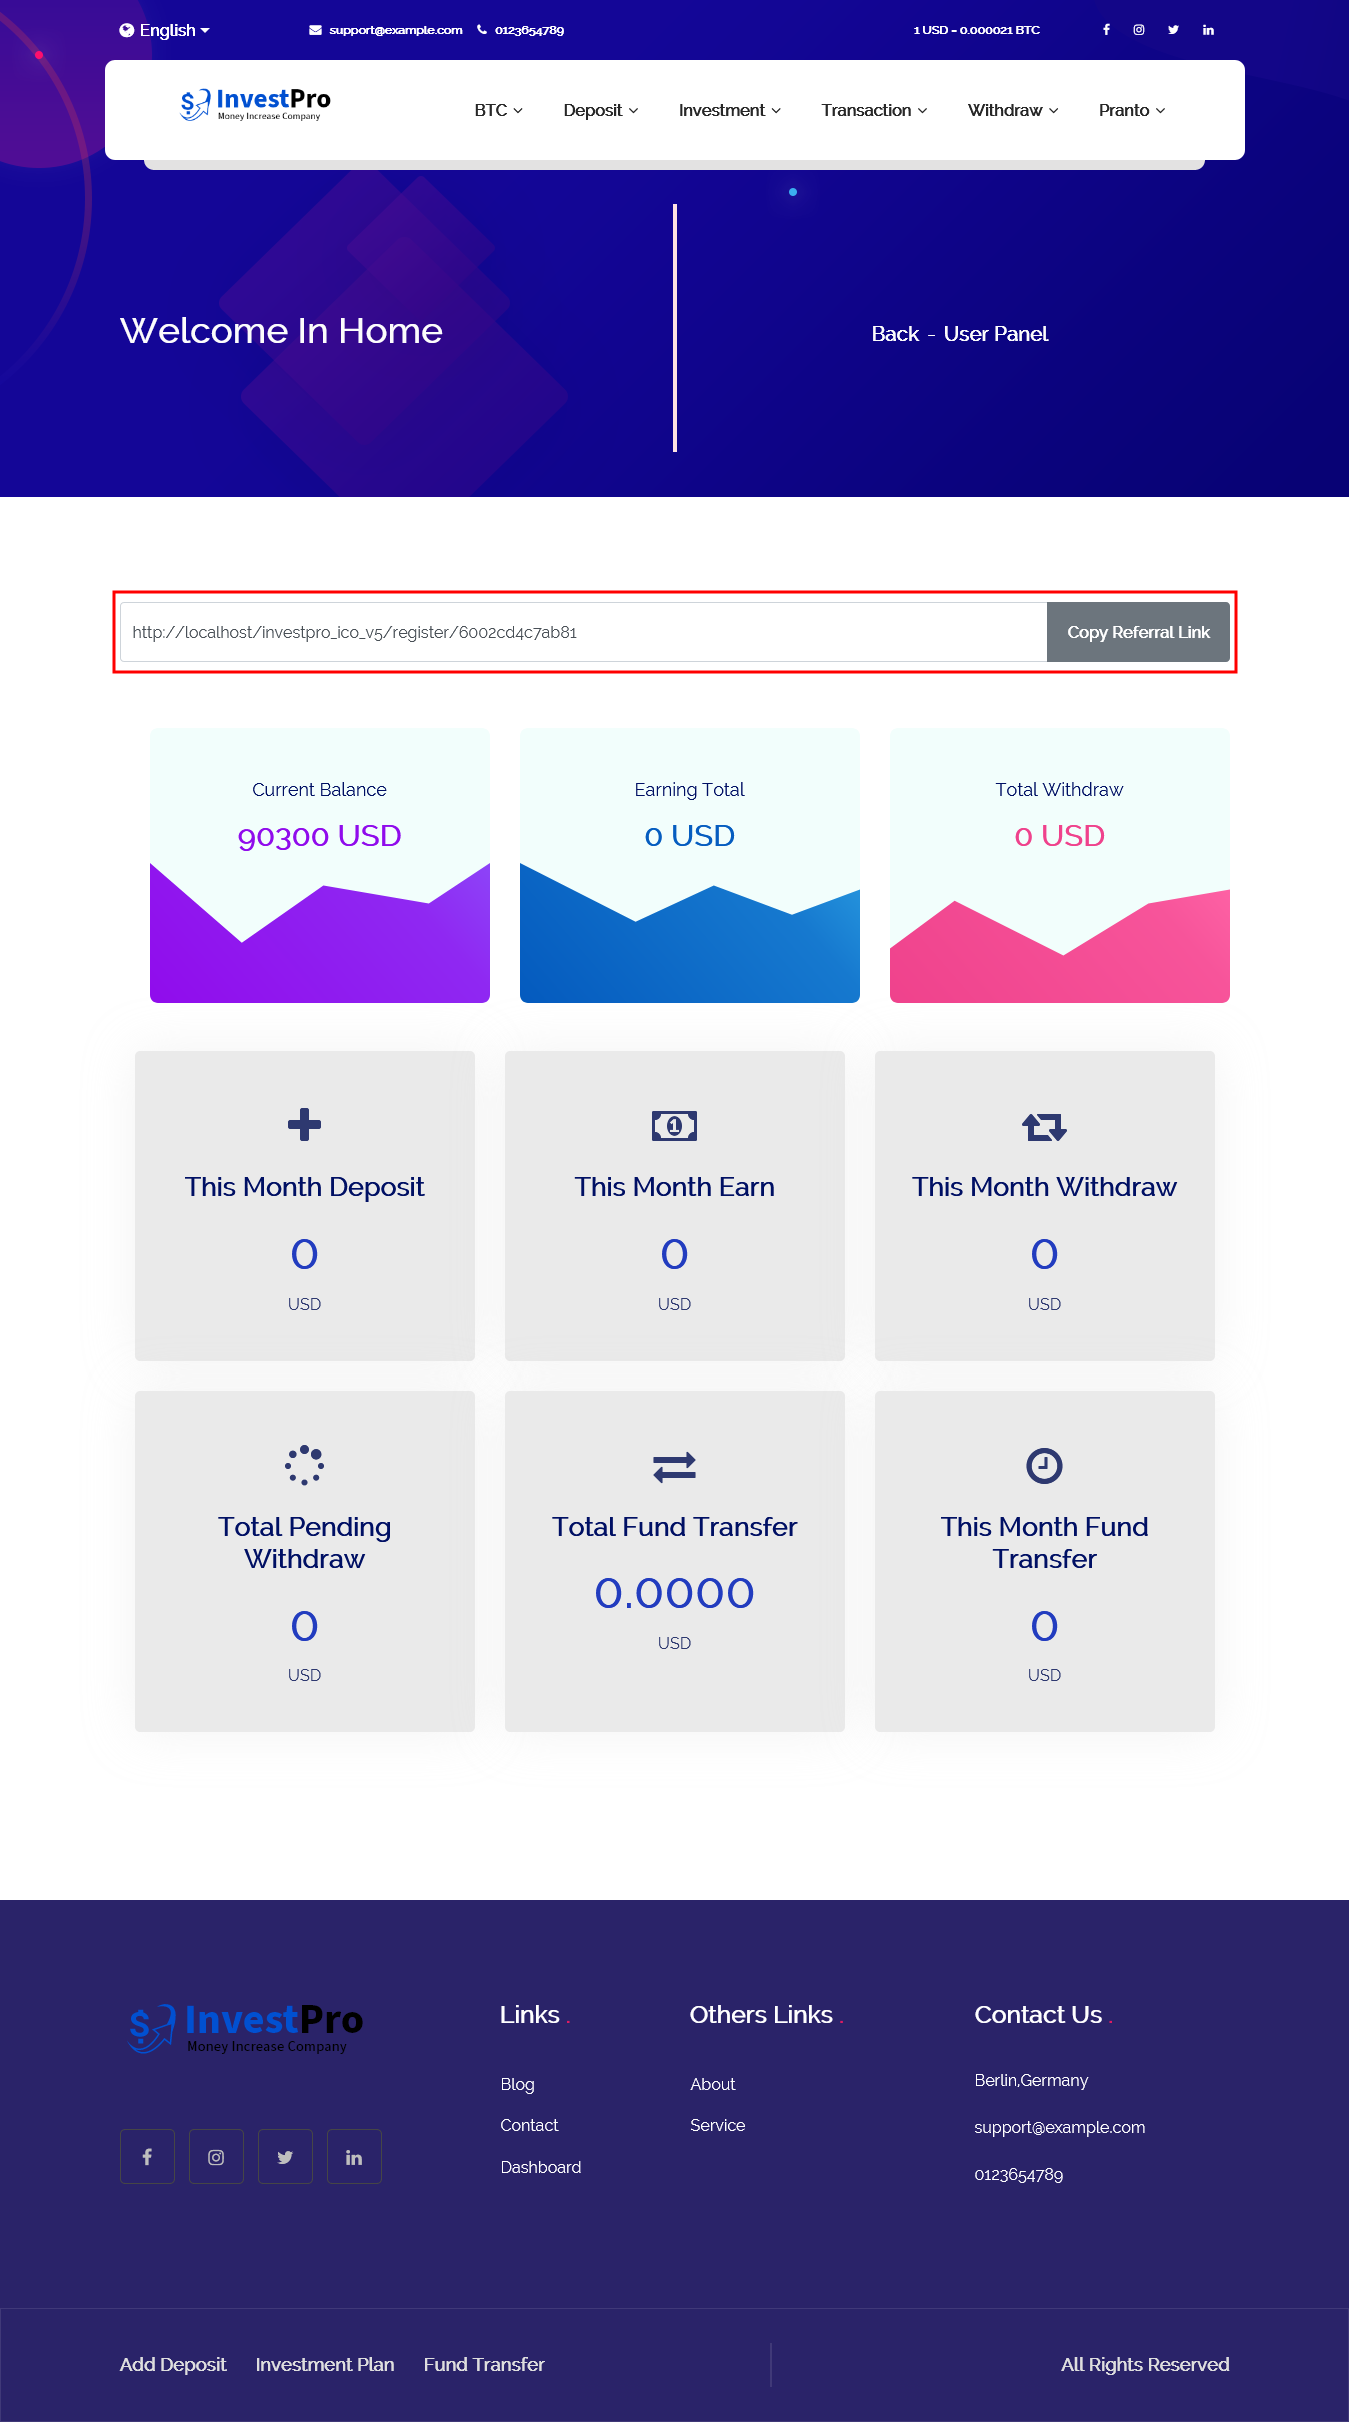 English
support@example.com 0123654789
1 USD - 0.000021 BTC
InvestPro
Money Increase Company
BTC Deposit Investment Transaction Withdraw Pranto
Welcome In Home
Back - User Panel
http://localhost/investpro_ico_v5/register/6002cd4c7ab81
Copy Referral Link
Current Balance
90300 USD
Earning Total
0 USD
Total Withdraw
0 USD
This Month Deposit
0
USD
This Month Earn
0
USD
This Month Withdraw
0
USD
Total Pending
Withdraw
0
USD
Total Fund Transfer
0.0000
USD
This Month Fund
Transfer
0
USD
InvestPro
Money Increase Company
Links .
Blog
Contact
Dashboard
Others Links .
About
Service
Contact Us .
Berlin,Germany
support@example.com
0123654789
Add Deposit Investment Plan Fund Transfer
All Rights Reserved